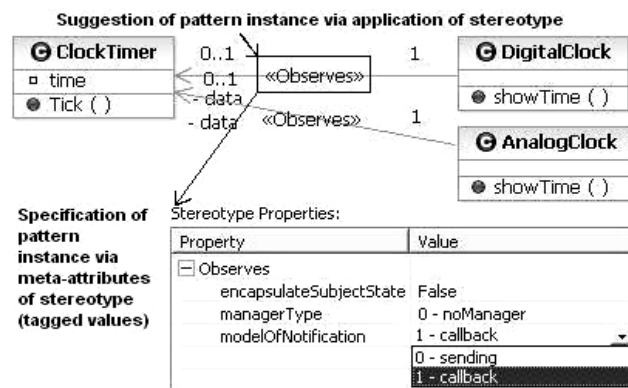 Suggestion of pattern instance via application of stereotype
C ClockTimer
time
Tick ( )
0..1
0..1
- data
- data
«Observes»
«Observes»
1
1
C DigitalClock
showTime ( )
C AnalogClock
showTime ( )
Specification of
pattern
instance via
meta-attributes
of stereotype
(tagged values)
Stereotype Properties:
Property Value
Observes
encapsulateSubjectState False
managerType 0 - noManager
modelOfNotification 1 - callback
0 - sending
1 - callback